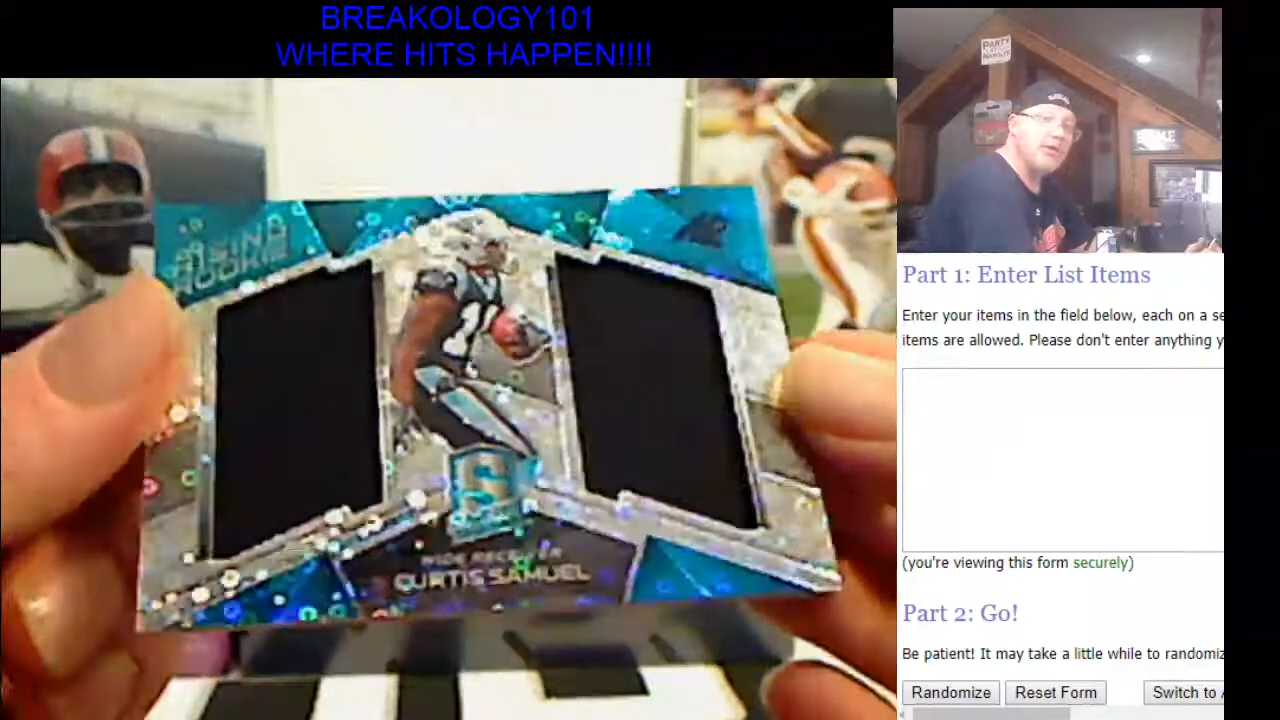 BREAKOLOGY101
WHERE HITS HAPPEN!!!!
PARTY
RISING
ROOKIE
S
WIDE RECEIVER
CURTIS SAMUEL
Part 1: Enter List Items
Enter your items in the field below, each on a se
items are allowed. Please don't enter anything y
(you're viewing this form securely)
Part 2: Go!
Be patient! It may take a little while to randomiz
Randomize
Reset Form
Switch to A